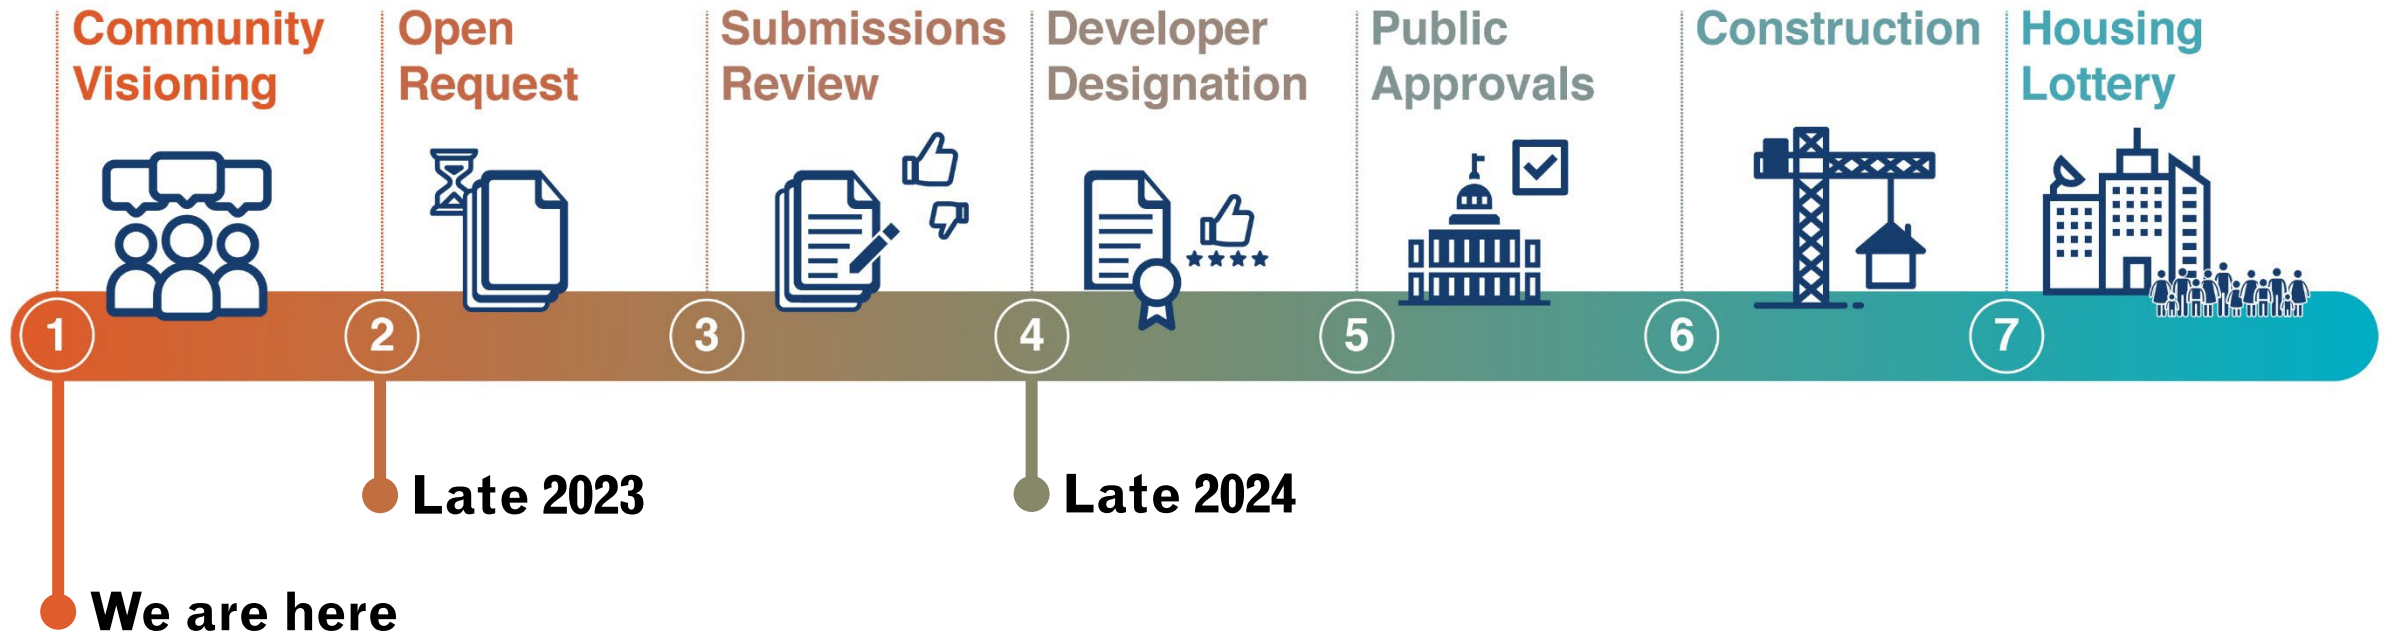 Community
Visioning
Open
Request
Submissions
Review
Developer
Designation
Public
Approvals
Construction
Housing
Lottery
1
2
3
4
5
6
7
Late 2023
Late 2024
We are here